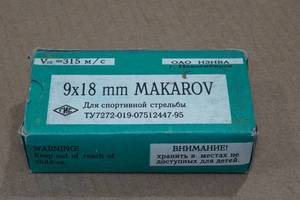 V₂₅ =315 м/с
ОАО НЗНВА
г. Новосибирск
9x18 mm MAKAROV
Для спортивной стрельбы
ТУ7272-019-07512447-95
WARNING!
Keep out of reach of
children.
ВНИМАНИЕ!
хранить в местах не
доступных для детей.